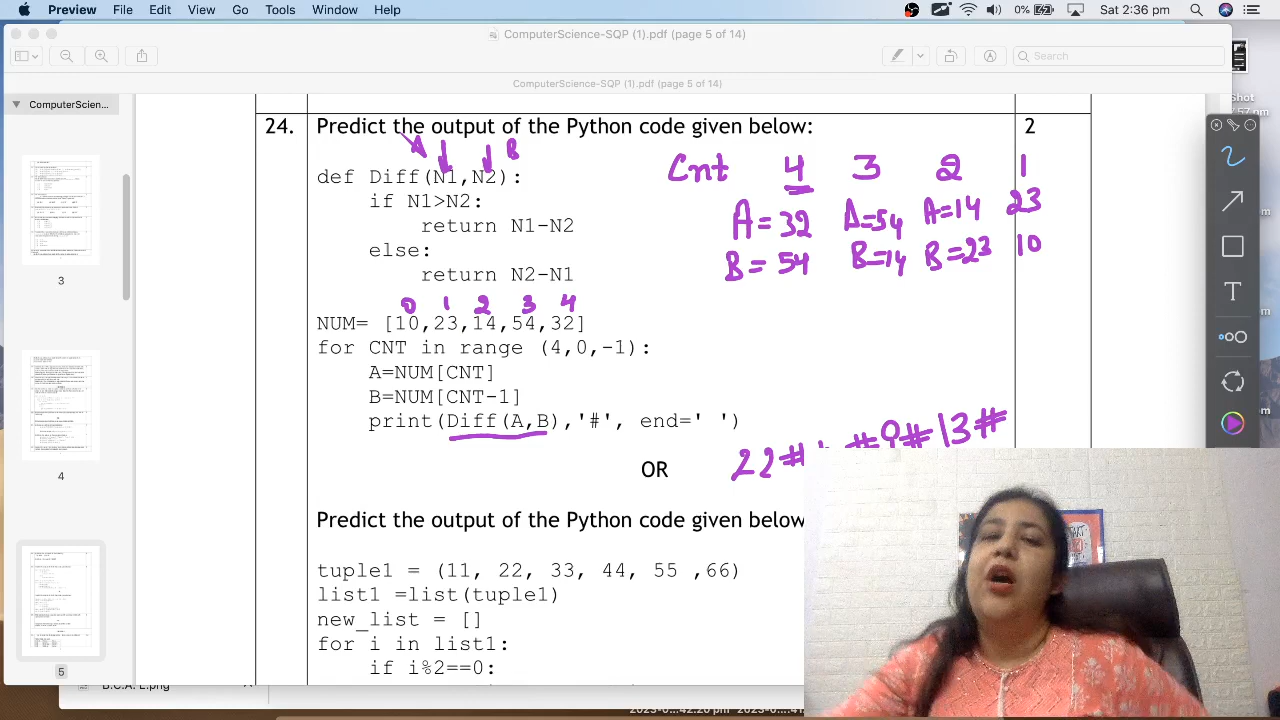 Preview File Edit View Go Tools Window Help 0% Sat 2:36 pm
ComputerScience-SQP (1).pdf (page 5 of 14)
Search
ComputerScience-SQP (1).pdf (page 5 of 14)
ComputerScien...
3
4
5
24. Predict the output of the Python code given below: 2
def Diff(N1,N2):
if N1>N2:
return N1-N2
else:
return N2-N1
0 1 2 3 4
NUM= [10,23,14,54,32]
for CNT in range (4,0,-1):
A=NUM[CNT]
B=NUM[CNT-1]
print(Diff(A,B),'#', end=' ')
Cnt 4 3 2 1
A=32 A=54 A=14 23
B=54 B=14 B=23 10
#9#13#
22#
OR
Predict the output of the Python code given below
tuple1 = (11, 22, 33, 44, 55 ,66)
list1 =list(tuple1)
new_list = []
for i in list1:
if i%2==0:
Shot
T